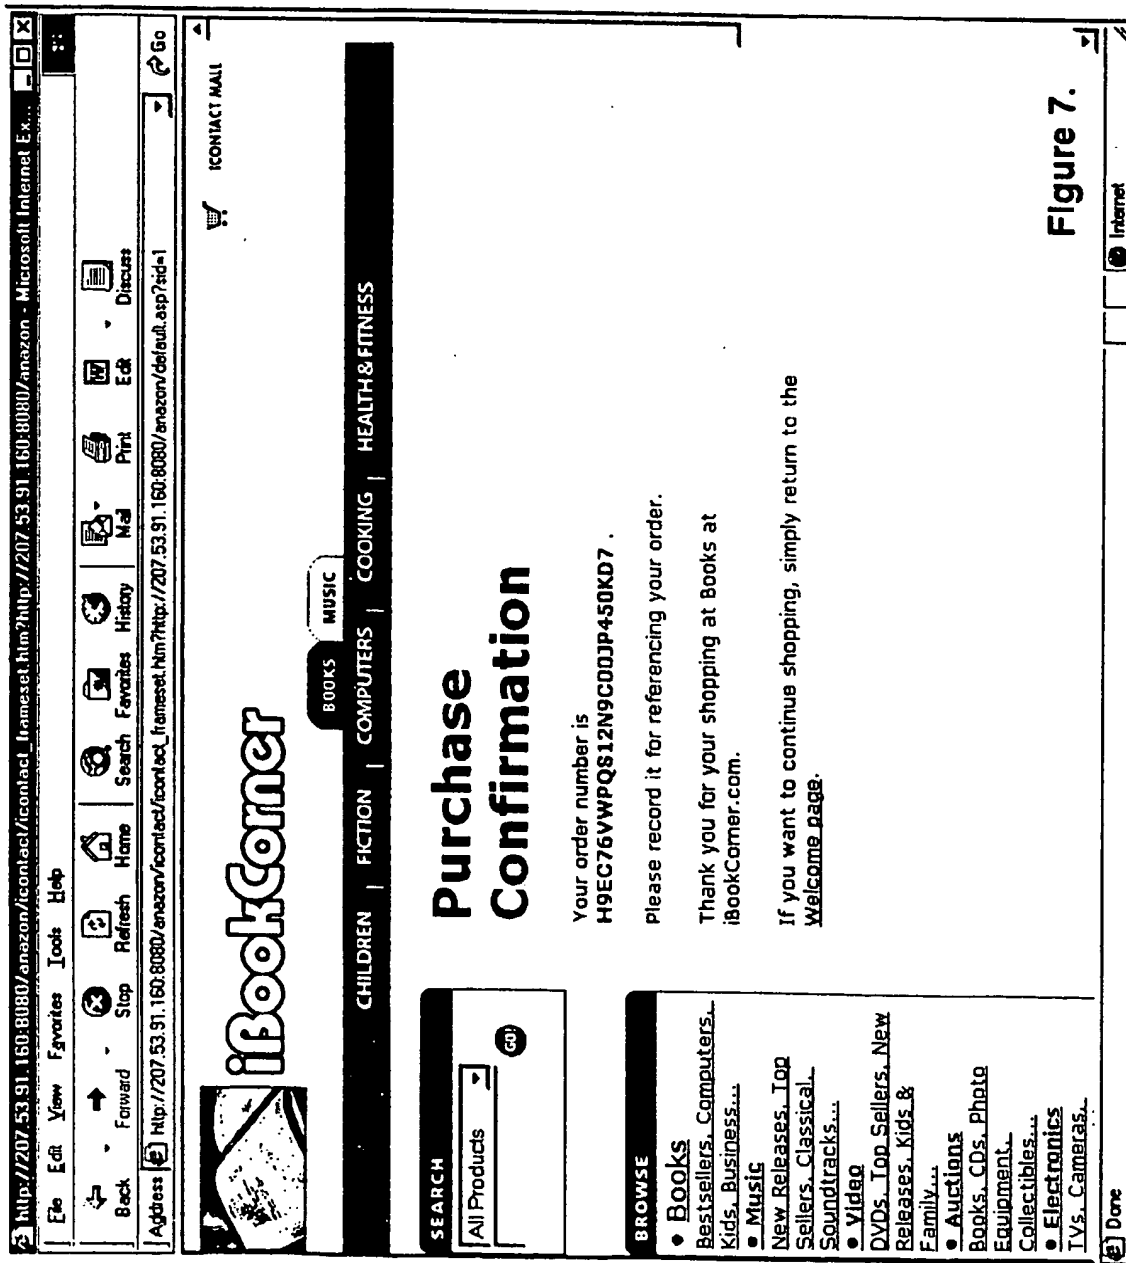 http://207.53.91.160:8080/anazon/icontact/icontact_frameset.htm?http://207.53.91.160:8080/anazon - Microsoft Internet Ex...
File Edit View Favorites Tools Help
Back Forward Stop Refresh Home Search Favorites History Mail Print Edit Discuss
Address http://207.53.91.160:8080/anazon/icontact/icontact_frameset.htm?http://207.53.91.160:8080/anazon/default.asp?sid=1 Go
iBookCorner
ICONTACT MALL
BOOKS MUSIC
CHILDREN | FICTION | COMPUTERS | COOKING | HEALTH & FITNESS
SEARCH
All Products
GO!
BROWSE
• Books
Bestsellers, Computers,
Kids, Business...
• Music
New Releases, Top
Sellers, Classical,
Soundtracks...
• Video
DVDs, Top Sellers, New
Releases, Kids &
Family...
• Auctions
Books, CDs, Photo
Equipment,
Collectibles...
• Electronics
TVs, Cameras,
Purchase
Confirmation
Your order number is
H9EC76VWPQS12N9C00JP450KD7 .
Please record it for referencing your order.
Thank you for your shopping at Books at
iBookCorner.com.
If you want to continue shopping, simply return to the
Welcome page.
Figure 7.
Done
Internet